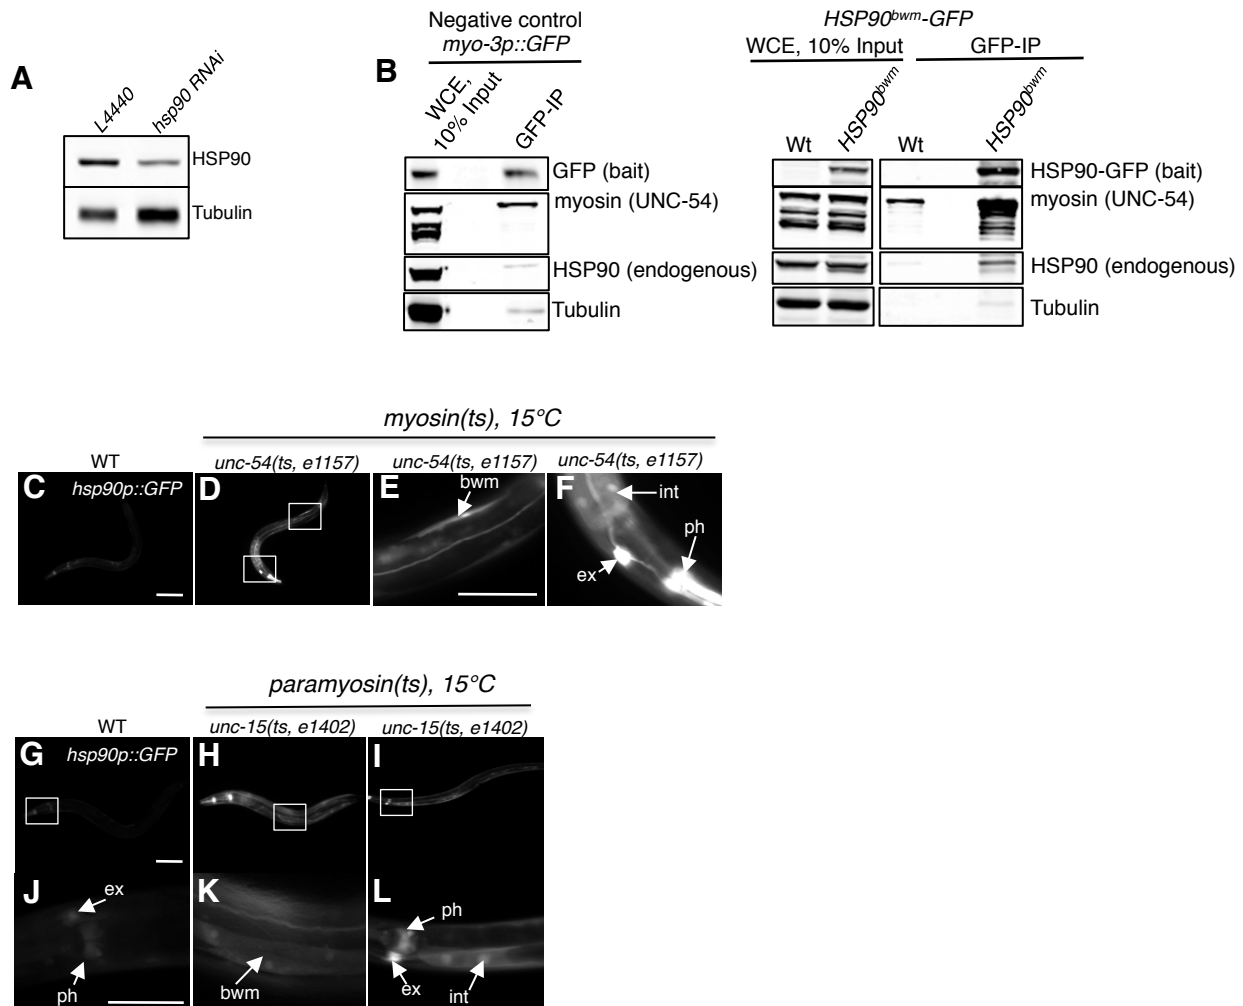 A
L4440
hsp90 RNAi
HSP90
Tubulin
B
Negative control
myo-3p::GFP
WCE,
10% Input
GFP-IP
GFP (bait)
myosin (UNC-54)
HSP90 (endogenous)
Tubulin
HSP90bwm-GFP
WCE, 10% Input
GFP-IP
Wt
HSP90bwm
Wt
HSP90bwm
HSP90-GFP (bait)
myosin (UNC-54)
HSP90 (endogenous)
Tubulin
myosin(ts), 15°C
WT
unc-54(ts, e1157)
unc-54(ts, e1157)
unc-54(ts, e1157)
C
hsp90p::GFP
D
E
bwm
F
int
ph
ex
paramyosin(ts), 15°C
WT
unc-15(ts, e1402)
unc-15(ts, e1402)
G
hsp90p::GFP
H
I
J
ex
ph
K
bwm
L
ph
ex
int